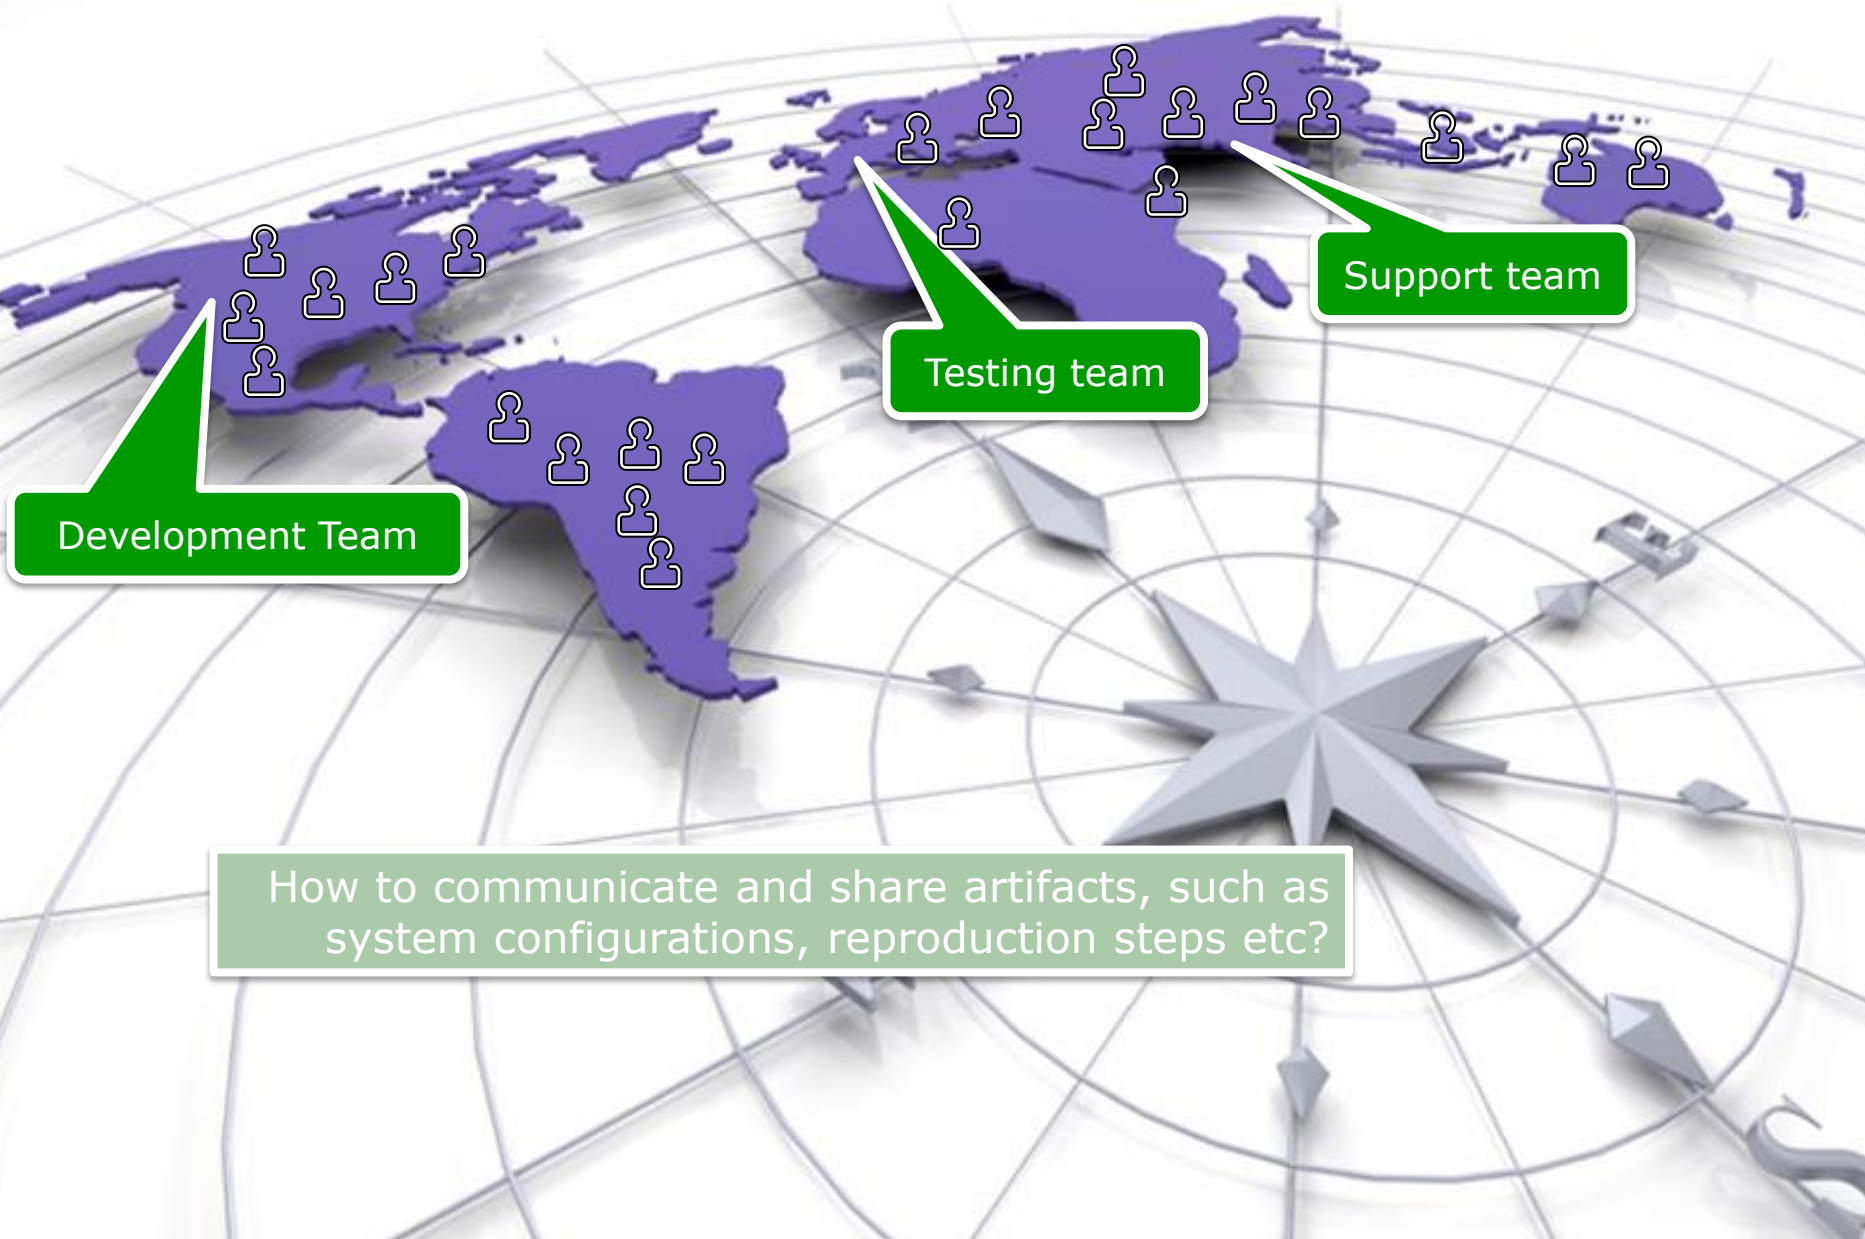 Support team
Testing team
Development Team
How to communicate and share artifacts, such as
system configurations, reproduction steps etc?
E
S